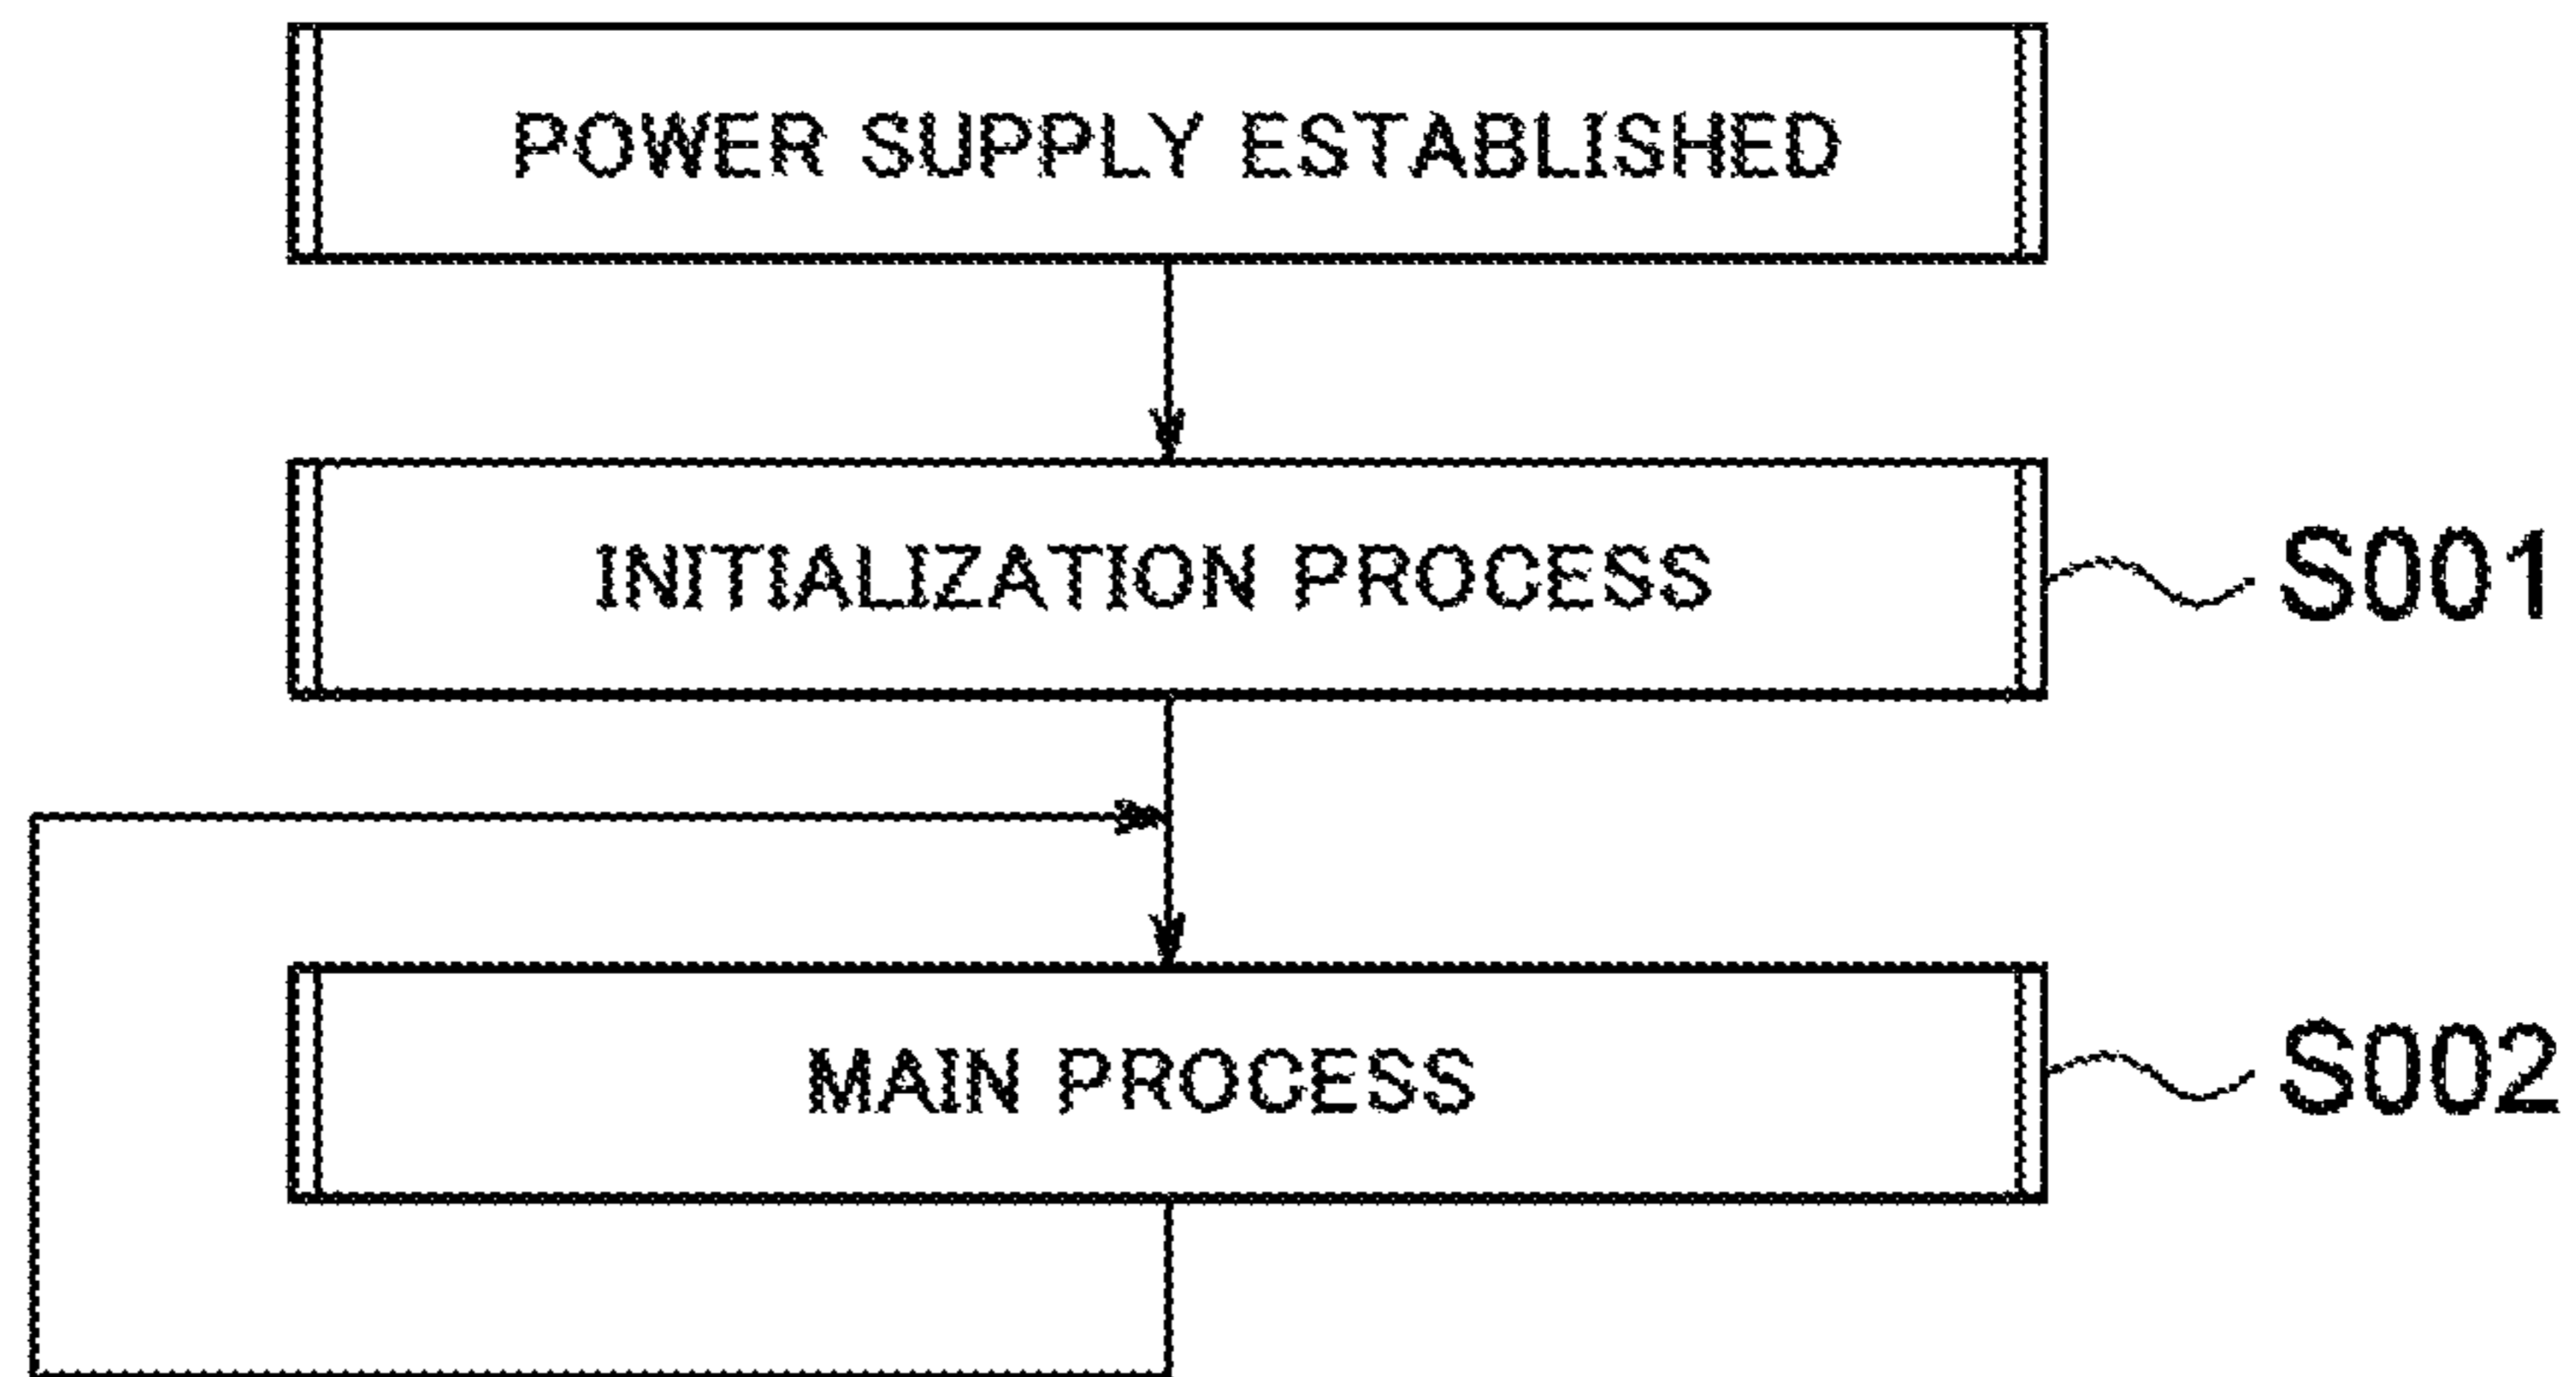 POWER SUPPLY ESTABLISHED
INITIALIZATION PROCESS
S001
MAIN PROCESS
S002